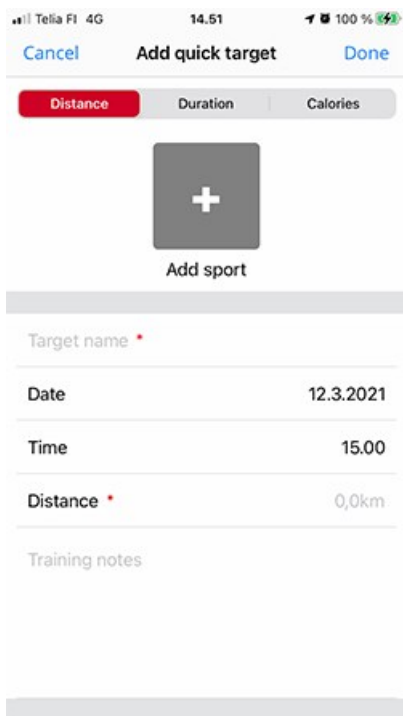 Telia FI 4G 14.51 100 %
Cancel Add quick target Done
Distance Duration Calories
Add sport
Target name *
Date 12.3.2021
Time 15.00
Distance * 0,0km
Training notes